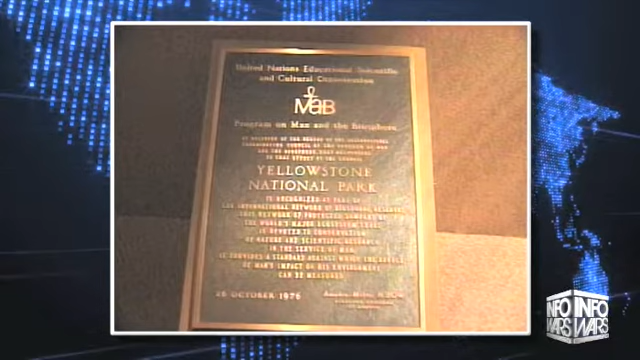 United Nations Educational Scientific
and Cultural Organization
MaB
Program on Man and the Biosphere
YELLOWSTONE
NATIONAL PARK
IS RECOGNIZED AS PART OF
THE INTERNATIONAL NETWORK OF BIOSPHERE RESERVES
THIS NETWORK OF PROTECTED SAMPLES OF
THE WORLD'S MAJOR ECOSYSTEM TYPES
IS DEVOTED TO CONSERVATION
OF NATURE AND SCIENTIFIC RESEARCH
IN THE SERVICE OF MAN.
IT PROVIDES A STANDARD AGAINST WHICH THE EFFECT
OF MAN'S IMPACT ON HIS ENVIRONMENT
CAN BE MEASURED
26 OCTOBER 1976
INFO INFO
WARS WARS